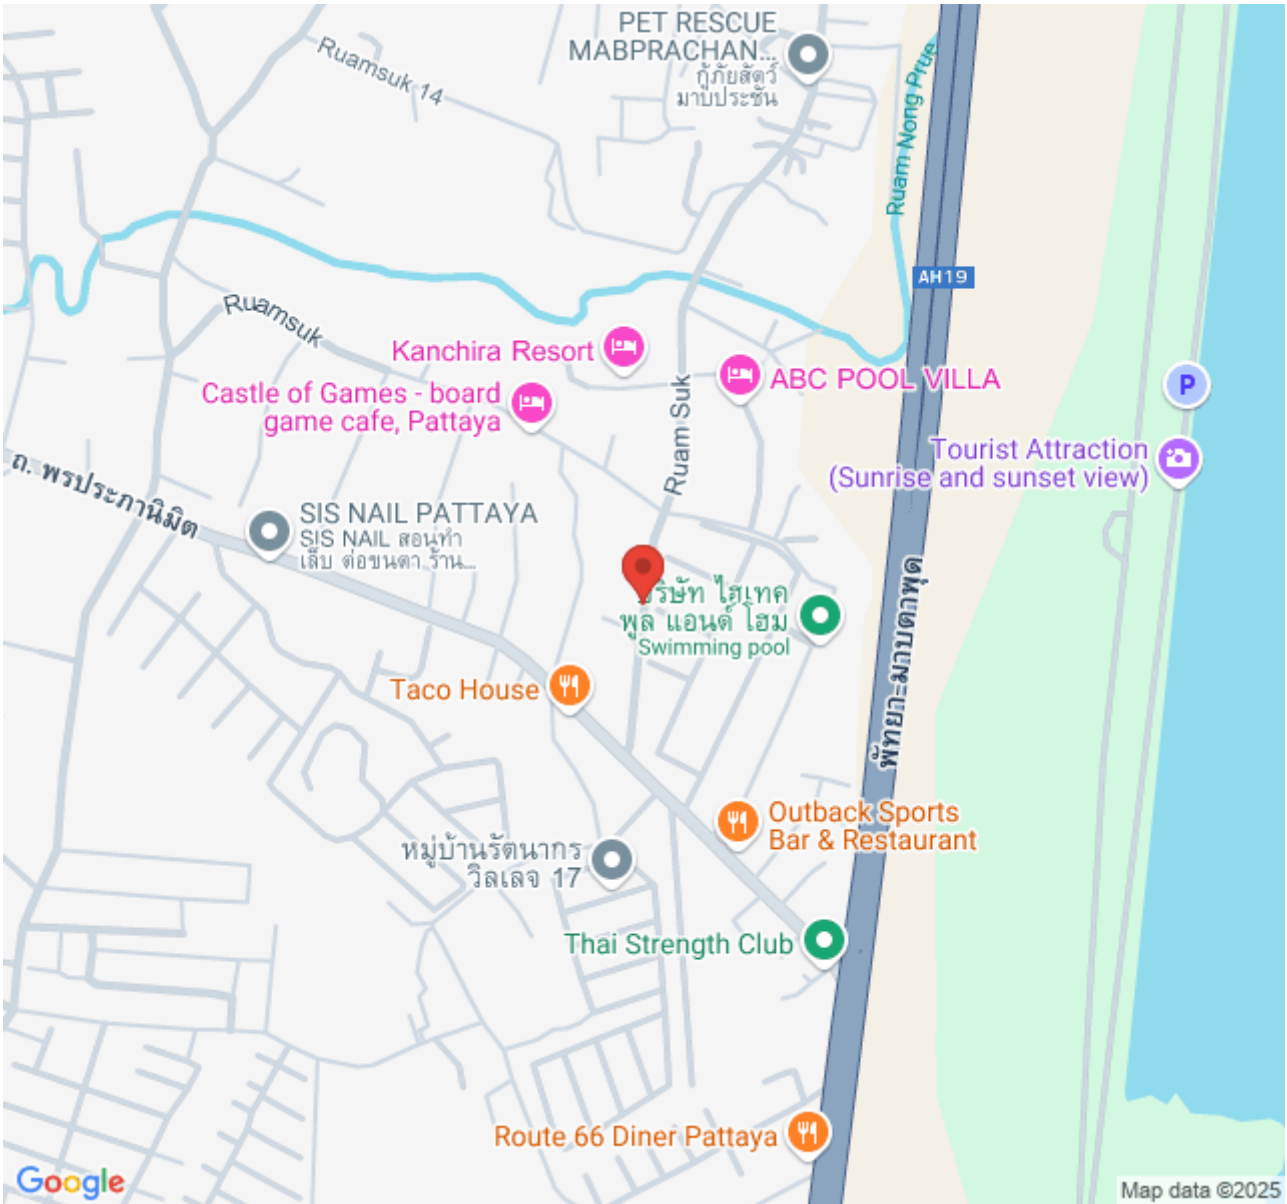 PET RESCUE
MABPRACHAN...
กู้ภัยสัตว์
มาบประชัน
Ruamsuk 14
Ruam Nong Prue
AH19
Ruamsuk
Kanchira Resort
ABC POOL VILLA
Castle of Games - board
game cafe, Pattaya
Ruam Suk
P
Tourist Attraction
(Sunrise and sunset view)
ถ. พรประภานิมิต
SIS NAIL PATTAYA
SIS NAIL สอนทำ
เล็บ ต่อขนตา ร้าน...
ริษัท ไฮเทค
พูล แอนด์ โฮม
Swimming pool
พัทยา-มาบตาพุด
Taco House
Outback Sports
Bar & Restaurant
หมู่บ้านรัตนากร
วิลเลจ 17
Thai Strength Club
Route 66 Diner Pattaya
Google
Map data ©2025